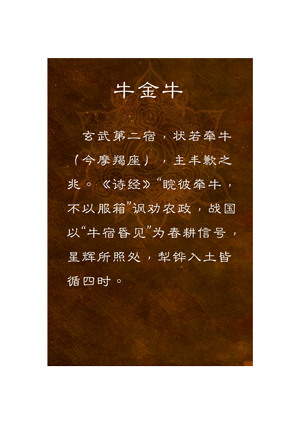 牛金牛
玄武第二宿，状若牵牛
（今摩羯座），主丰歉之
兆。《诗经》“睆彼牵牛，
不以服箱”讽劝农政，战国
以“牛宿昏见”为春耕信号，
星辉所照处，犁铧入土皆
循四时。